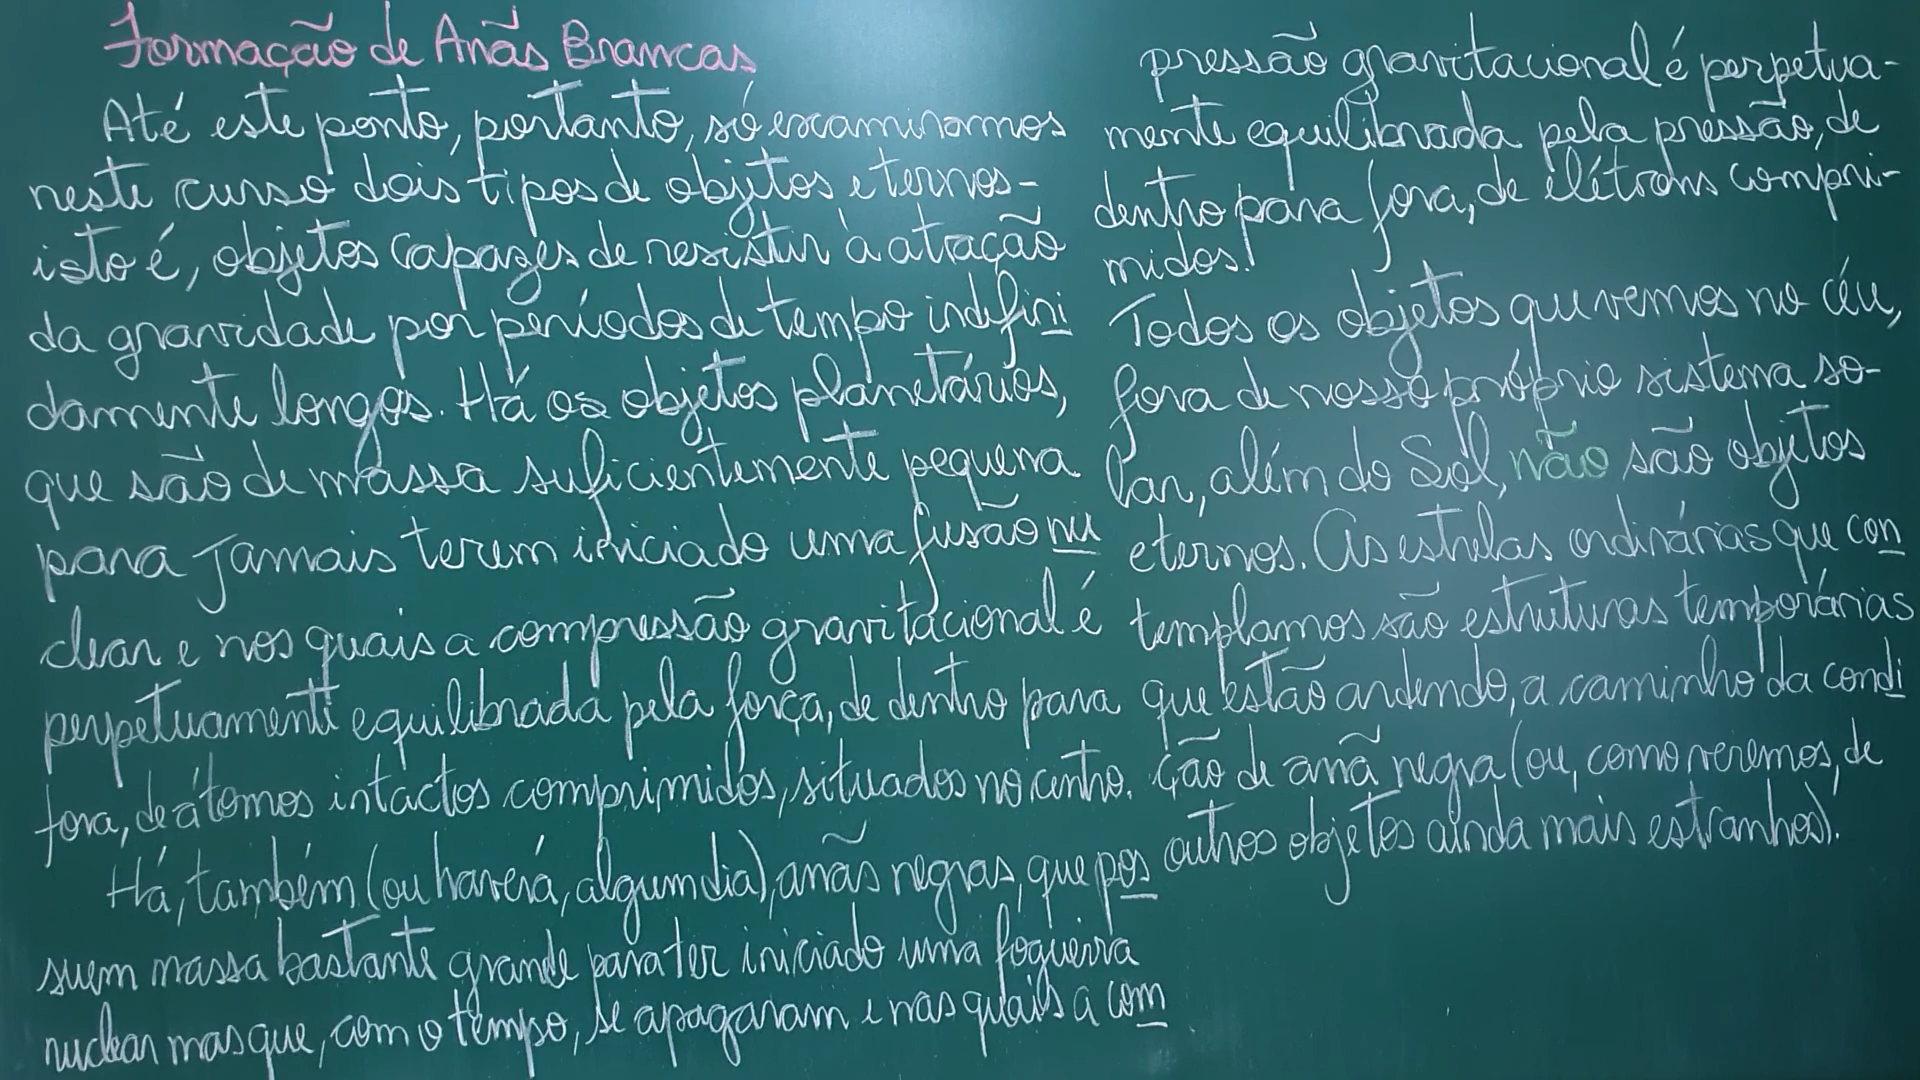 Formação de Anãs Brancas
Até este ponto, portanto, só examinarmos
neste curso dois tipos de objetos eternos-
isto é, objetos capazes de resistir à atração
da gravidade por períodos de tempo indefini
damente longos. Há os objetos planetários,
que são de massa suficientemente pequena
para jamais terem iniciado uma fusão nu
clear e nos quais a compressão gravitacional é
perpetuamente equilibrada pela força, de dentro para
fora, de átomos intactos comprimidos, situados no centro.
Há, também (ou haverá, algum dia), anãs negras, que pos
suem massa bastante grande para ter iniciado uma fogueira
nuclear mas que, com o tempo, se apagaram e nas quais a com
pressão gravitacional é perpetua-
mente equilibrada pela pressão, de
dentro para fora, de elétrons compri-
midos.
Todos os objetos que vemos no céu,
fora de nosso próprio sistema so-
lar, além do Sol, não são objetos
eternos. As estrelas ordinárias que con
templamos são estruturas temporárias
que estão ardendo, a caminho da condi
ção de anã negra (ou, como veremos, de
outros objetos ainda mais estranhos).